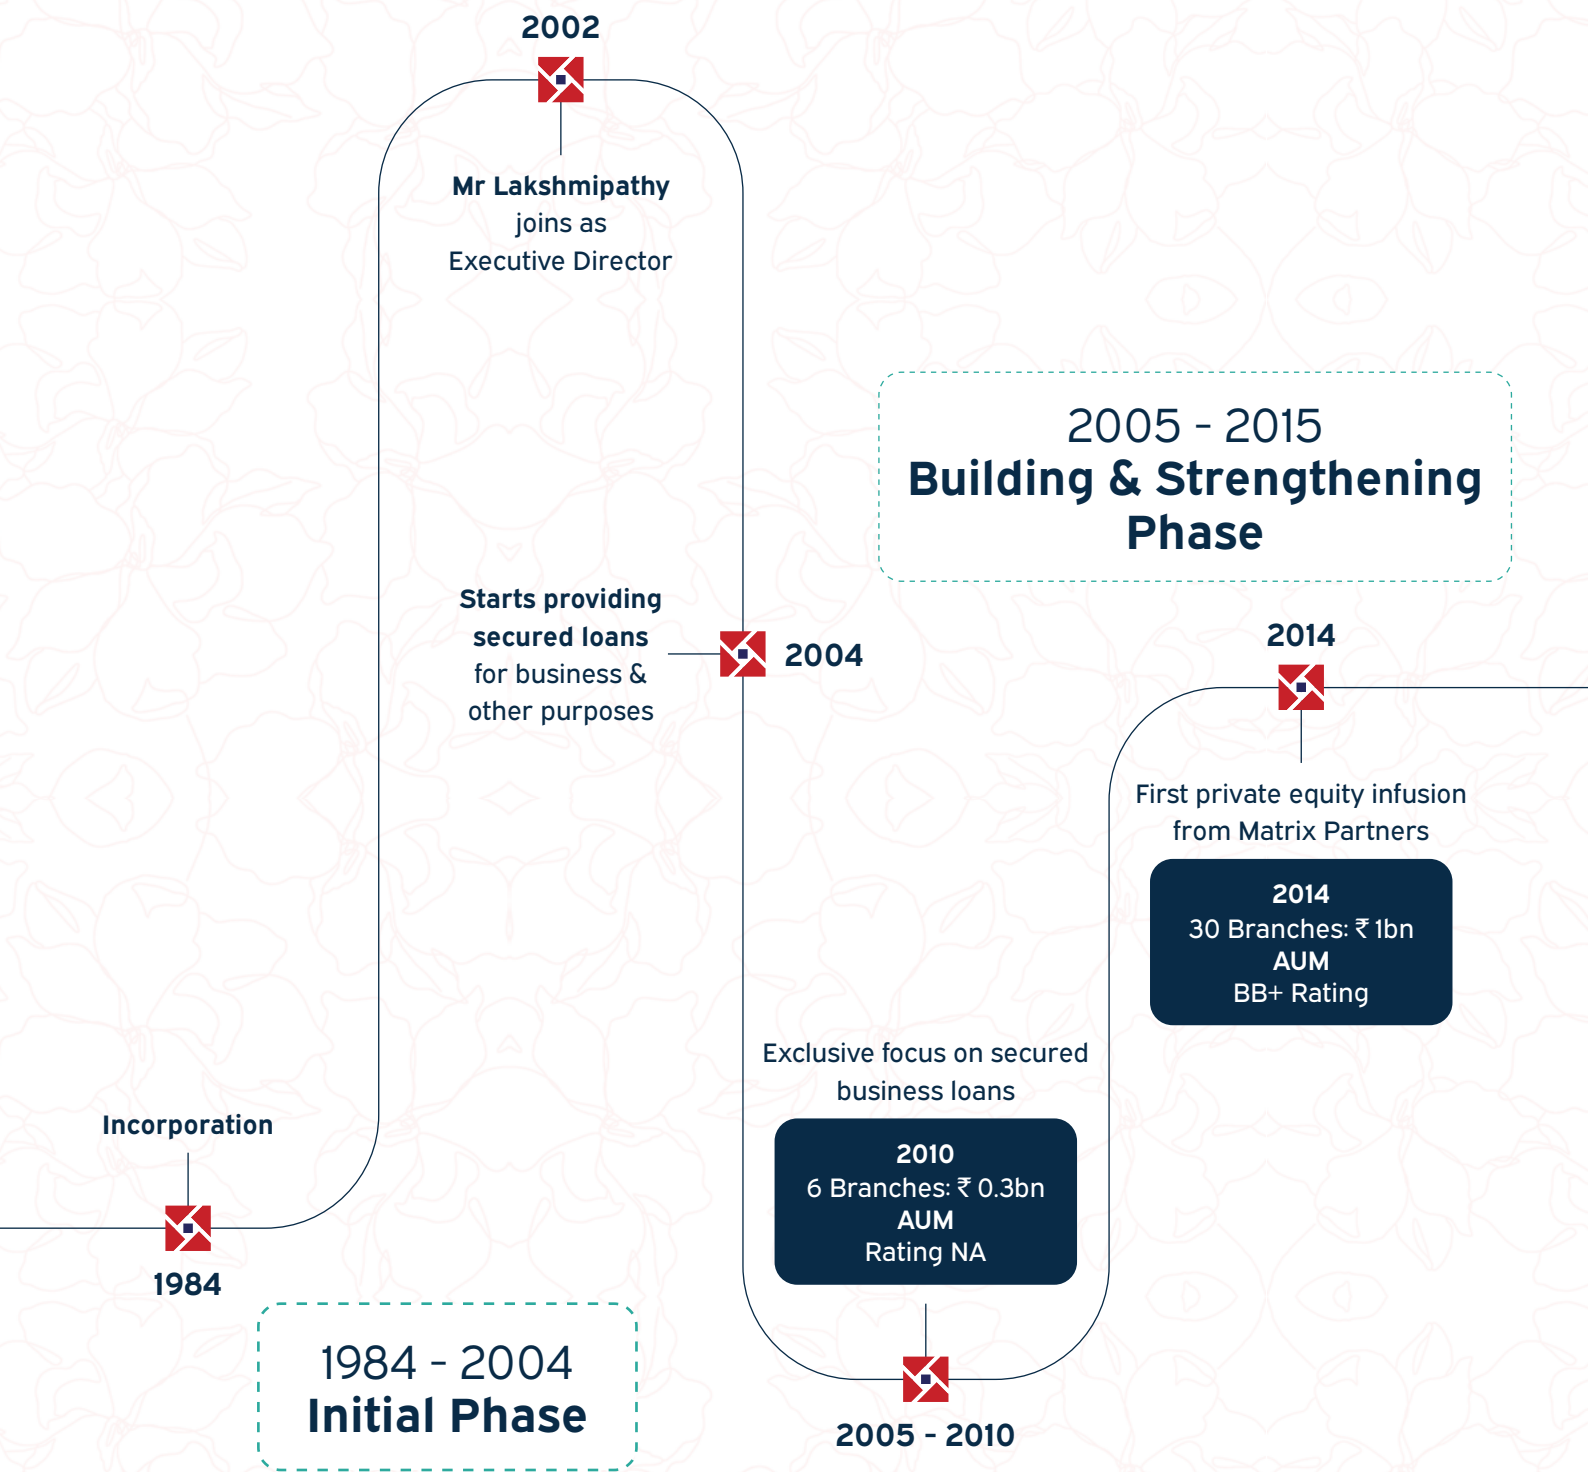 2002
Mr Lakshmipathy
joins as
Executive Director
2005 - 2015
Building & Strengthening
Phase
Starts providing
secured loans
for business &
other purposes
2004
2014
First private equity infusion
from Matrix Partners
2014
30 Branches: ₹ 1bn
AUM
BB+ Rating
Exclusive focus on secured
business loans
2010
6 Branches: ₹ 0.3bn
AUM
Rating NA
2005 - 2010
Incorporation
1984
1984 - 2004
Initial Phase